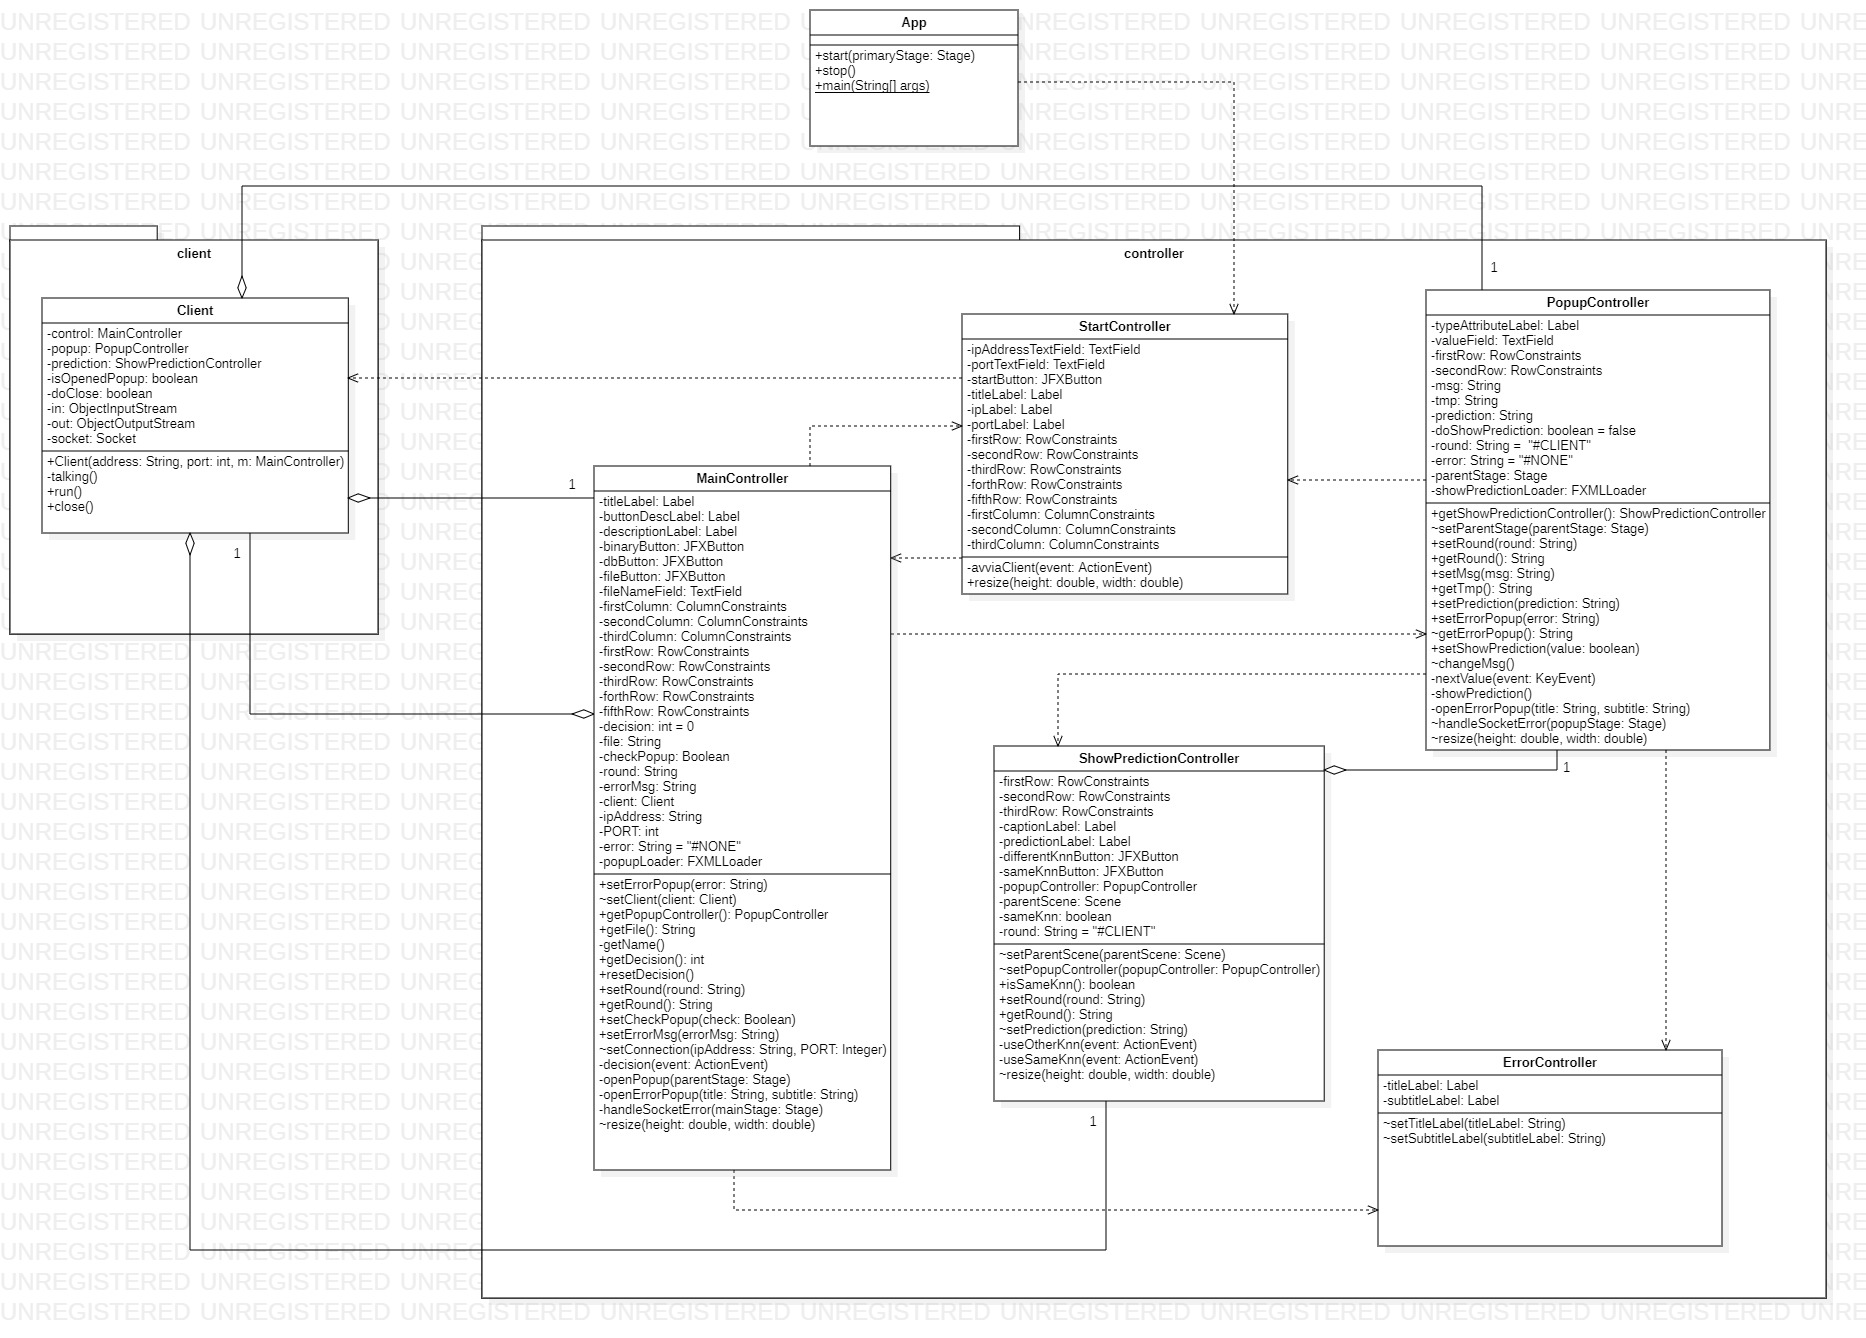 UNREGISTERED
App
+start(primaryStage: Stage)
+stop()
+main(String[] args)
client
Client
-control: MainController
-popup: PopupController
-prediction: ShowPredictionController
-isOpenedPopup: boolean
-doClose: boolean
-in: ObjectInputStream
-out: ObjectOutputStream
-socket: Socket
+Client(address: String, port: int, m: MainController)
-talking()
+run()
+close()
1
1
controller
MainController
-titleLabel: Label
-buttonDescLabel: Label
-descriptionLabel: Label
-binaryButton: JFXButton
-dbButton: JFXButton
-fileButton: JFXButton
-fileNameField: TextField
-firstColumn: ColumnConstraints
-secondColumn: ColumnConstraints
-thirdColumn: ColumnConstraints
-firstRow: RowConstraints
-secondRow: RowConstraints
-thirdRow: RowConstraints
-forthRow: RowConstraints
-fifthRow: RowConstraints
-decision: int = 0
-file: String
-checkPopup: Boolean
-round: String
-errorMsg: String
-client: Client
-ipAddress: String
-PORT: int
-error: String = "#NONE"
-popupLoader: FXMLLoader
+setErrorPopup(error: String)
~setClient(client: Client)
+getPopupController(): PopupController
+getFile(): String
-getName()
+getDecision(): int
+resetDecision()
+setRound(round: String)
+getRound(): String
+setCheckPopup(check: Boolean)
+setErrorMsg(errorMsg: String)
~setConnection(ipAddress: String, PORT: Integer)
-decision(event: ActionEvent)
-openPopup(parentStage: Stage)
-openErrorPopup(title: String, subtitle: String)
-handleSocketError(mainStage: Stage)
~resize(height: double, width: double)
StartController
-ipAddressTextField: TextField
-portTextField: TextField
-startButton: JFXButton
-titleLabel: Label
-ipLabel: Label
-portLabel: Label
-firstRow: RowConstraints
-secondRow: RowConstraints
-thirdRow: RowConstraints
-forthRow: RowConstraints
-fifthRow: RowConstraints
-firstColumn: ColumnConstraints
-secondColumn: ColumnConstraints
-thirdColumn: ColumnConstraints
-avviaClient(event: ActionEvent)
+resize(height: double, width: double)
1
PopupController
-typeAttributeLabel: Label
-valueField: TextField
-firstRow: RowConstraints
-secondRow: RowConstraints
-msg: String
-tmp: String
-prediction: String
-doShowPrediction: boolean = false
-round: String =  "#CLIENT"
-error: String = "#NONE"
-parentStage: Stage
-showPredictionLoader: FXMLLoader
+getShowPredictionController(): ShowPredictionController
~setParentStage(parentStage: Stage)
+setRound(round: String)
+getRound(): String
+setMsg(msg: String)
+getTmp(): String
+setPrediction(prediction: String)
+setErrorPopup(error: String)
~getErrorPopup(): String
+setShowPrediction(value: boolean)
~changeMsg()
-nextValue(event: KeyEvent)
-showPrediction()
-openErrorPopup(title: String, subtitle: String)
~handleSocketError(popupStage: Stage)
~resize(height: double, width: double)
1
ShowPredictionController
-firstRow: RowConstraints
-secondRow: RowConstraints
-thirdRow: RowConstraints
-captionLabel: Label
-predictionLabel: Label
-differentKnnButton: JFXButton
-sameKnnButton: JFXButton
-popupController: PopupController
-parentScene: Scene
-sameKnn: boolean
-round: String = "#CLIENT"
~setParentScene(parentScene: Scene)
~setPopupController(popupController: PopupController)
+isSameKnn(): boolean
+setRound(round: String)
+getRound(): String
~setPrediction(prediction: String)
-useOtherKnn(event: ActionEvent)
-useSameKnn(event: ActionEvent)
~resize(height: double, width: double)
1
ErrorController
-titleLabel: Label
-subtitleLabel: Label
~setTitleLabel(titleLabel: String)
~setSubtitleLabel(subtitleLabel: String)